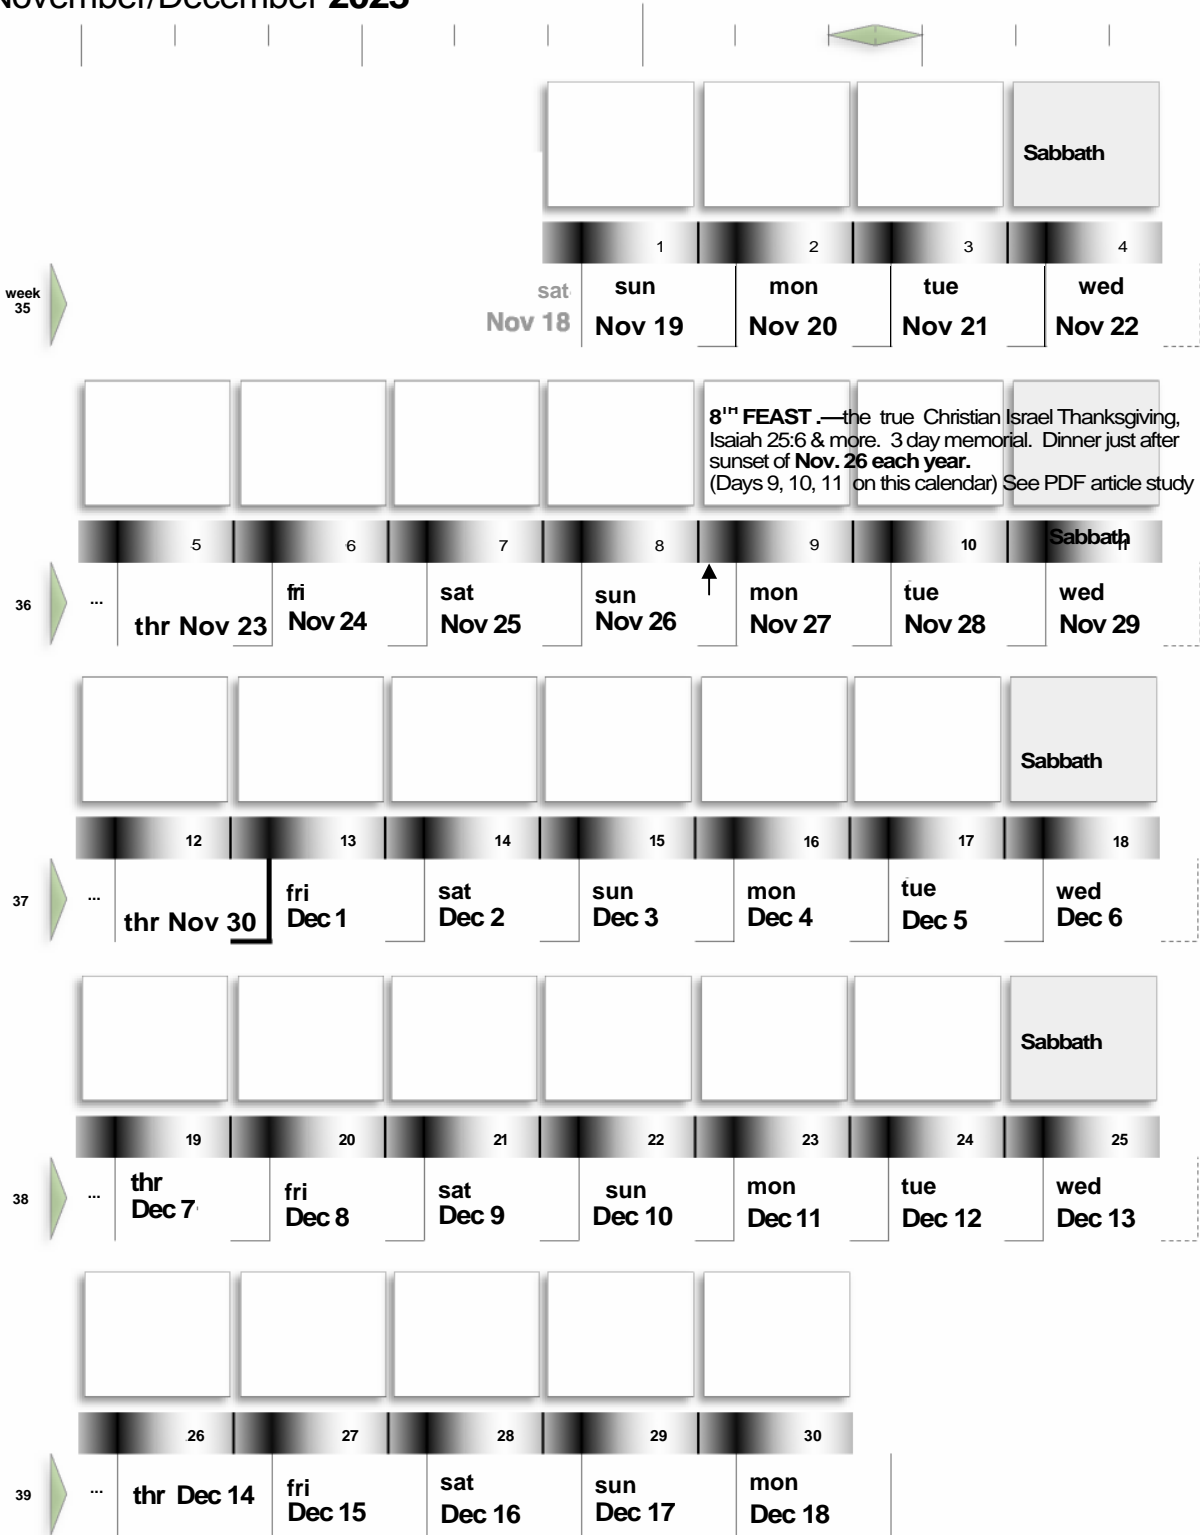 November/December 2023
Sabbath
1 2 3 4
week
35
sat sun mon tue wed
Nov 18 Nov 19 Nov 20 Nov 21 Nov 22
8TH FEAST .—the true Christian Israel Thanksgiving,
Isaiah 25:6 & more. 3 day memorial. Dinner just after
sunset of Nov. 26 each year.
(Days 9, 10, 11 on this calendar) See PDF article study
Sabbath
5 6 7 8 9 10 11
36
... fri sat sun mon tue wed
thr Nov 23 Nov 24 Nov 25 Nov 26 Nov 27 Nov 28 Nov 29
Sabbath
12 13 14 15 16 17 18
37
... fri sat sun mon tue wed
thr Nov 30 Dec 1 Dec 2 Dec 3 Dec 4 Dec 5 Dec 6
Sabbath
19 20 21 22 23 24 25
38
... thr fri sat sun mon tue wed
Dec 7 Dec 8 Dec 9 Dec 10 Dec 11 Dec 12 Dec 13
26 27 28 29 30
39
... thr Dec 14 fri sat sun mon
Dec 15 Dec 16 Dec 17 Dec 18